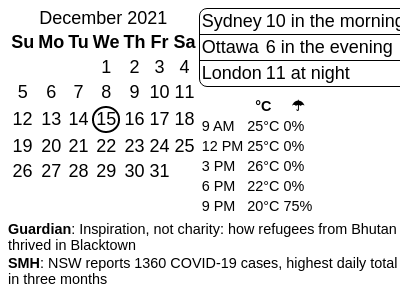 December 2021
Su Mo Tu We Th Fr Sa
1 2 3 4
5 6 7 8 9 10 11
12 13 14 15 16 17 18
19 20 21 22 23 24 25
26 27 28 29 30 31
Sydney 10 in the morning
Ottawa 6 in the evening
London 11 at night
°C ☂
9 AM 25°C 0%
12 PM 25°C 0%
3 PM 26°C 0%
6 PM 22°C 0%
9 PM 20°C 75%
Guardian: Inspiration, not charity: how refugees from Bhutan
thrived in Blacktown
SMH: NSW reports 1360 COVID-19 cases, highest daily total
in three months